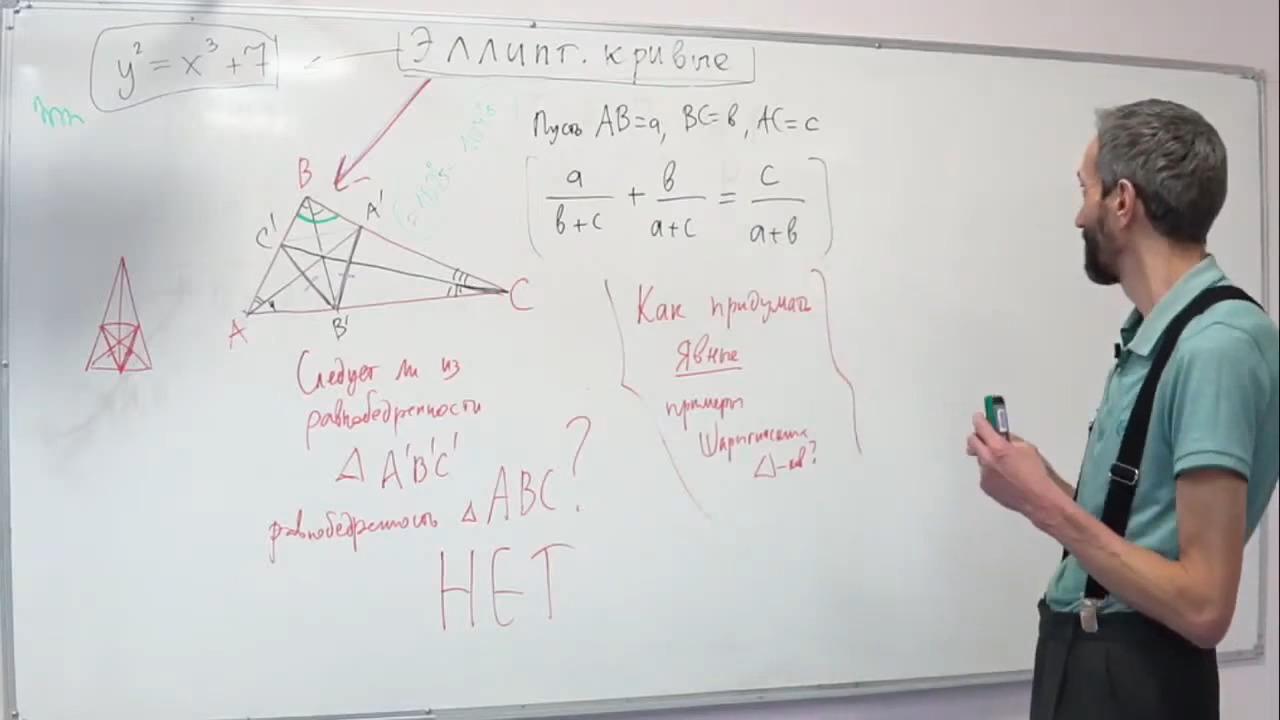 y² = x³ + 7
Эллипт. кривые
Пусть AB = a, BC = в, AC = c
a/(в+c) + в/(a+c) = c/(a+в)
B
A'
C'
C
A
B'
Следует ли из
равнобедренности
Δ A'B'C'
равнобедренность Δ ABC?
НЕТ
Как придумать
Явные
примеры
Шарыгинских
Δ-ов?